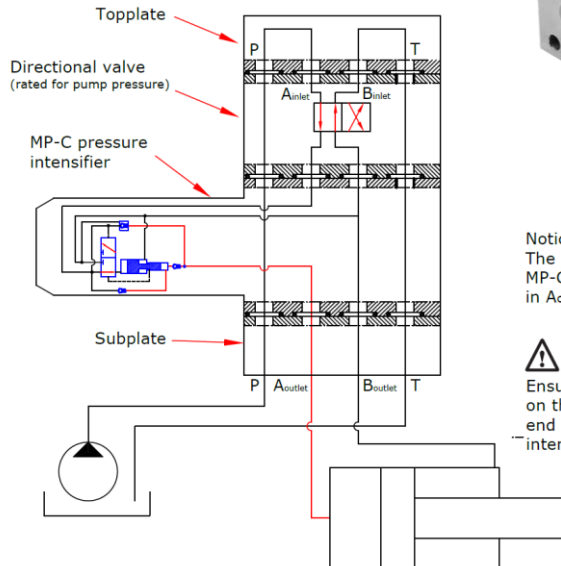 Topplate
P
T
Directional valve
(rated for pump pressure)
Ainlet
Binlet
MP-C pressure
intensifier
Notic
The
MP-C
in A
Subplate
P Aoutlet Boutlet T
Ensu
on th
end
inter